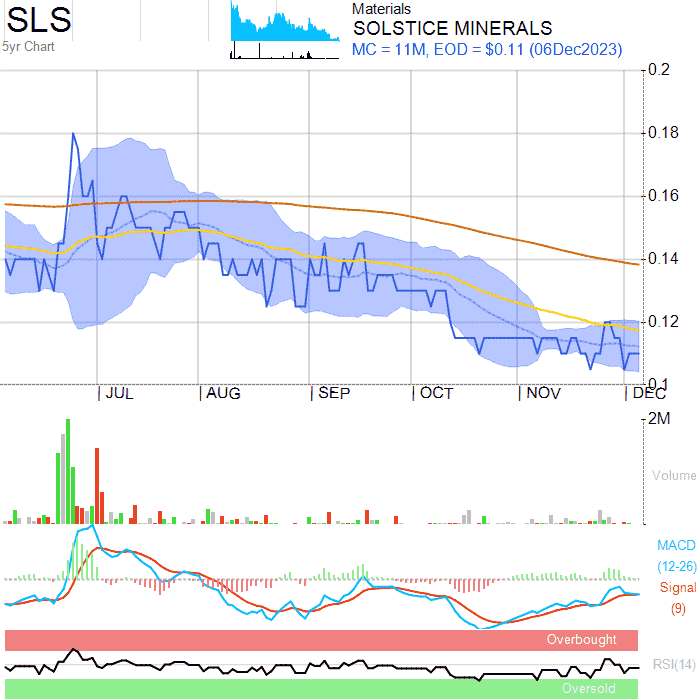 SLS
5yr Chart
Materials
SOLSTICE MINERALS
MC = 11M, EOD = $0.11 (06Dec2023)
0.2
0.18
0.16
0.14
0.12
0.1
JUL AUG SEP OCT NOV DEC
2M
Volume
MACD
(12-26)
Signal
(9)
Overbought
RSI(14)
Oversold